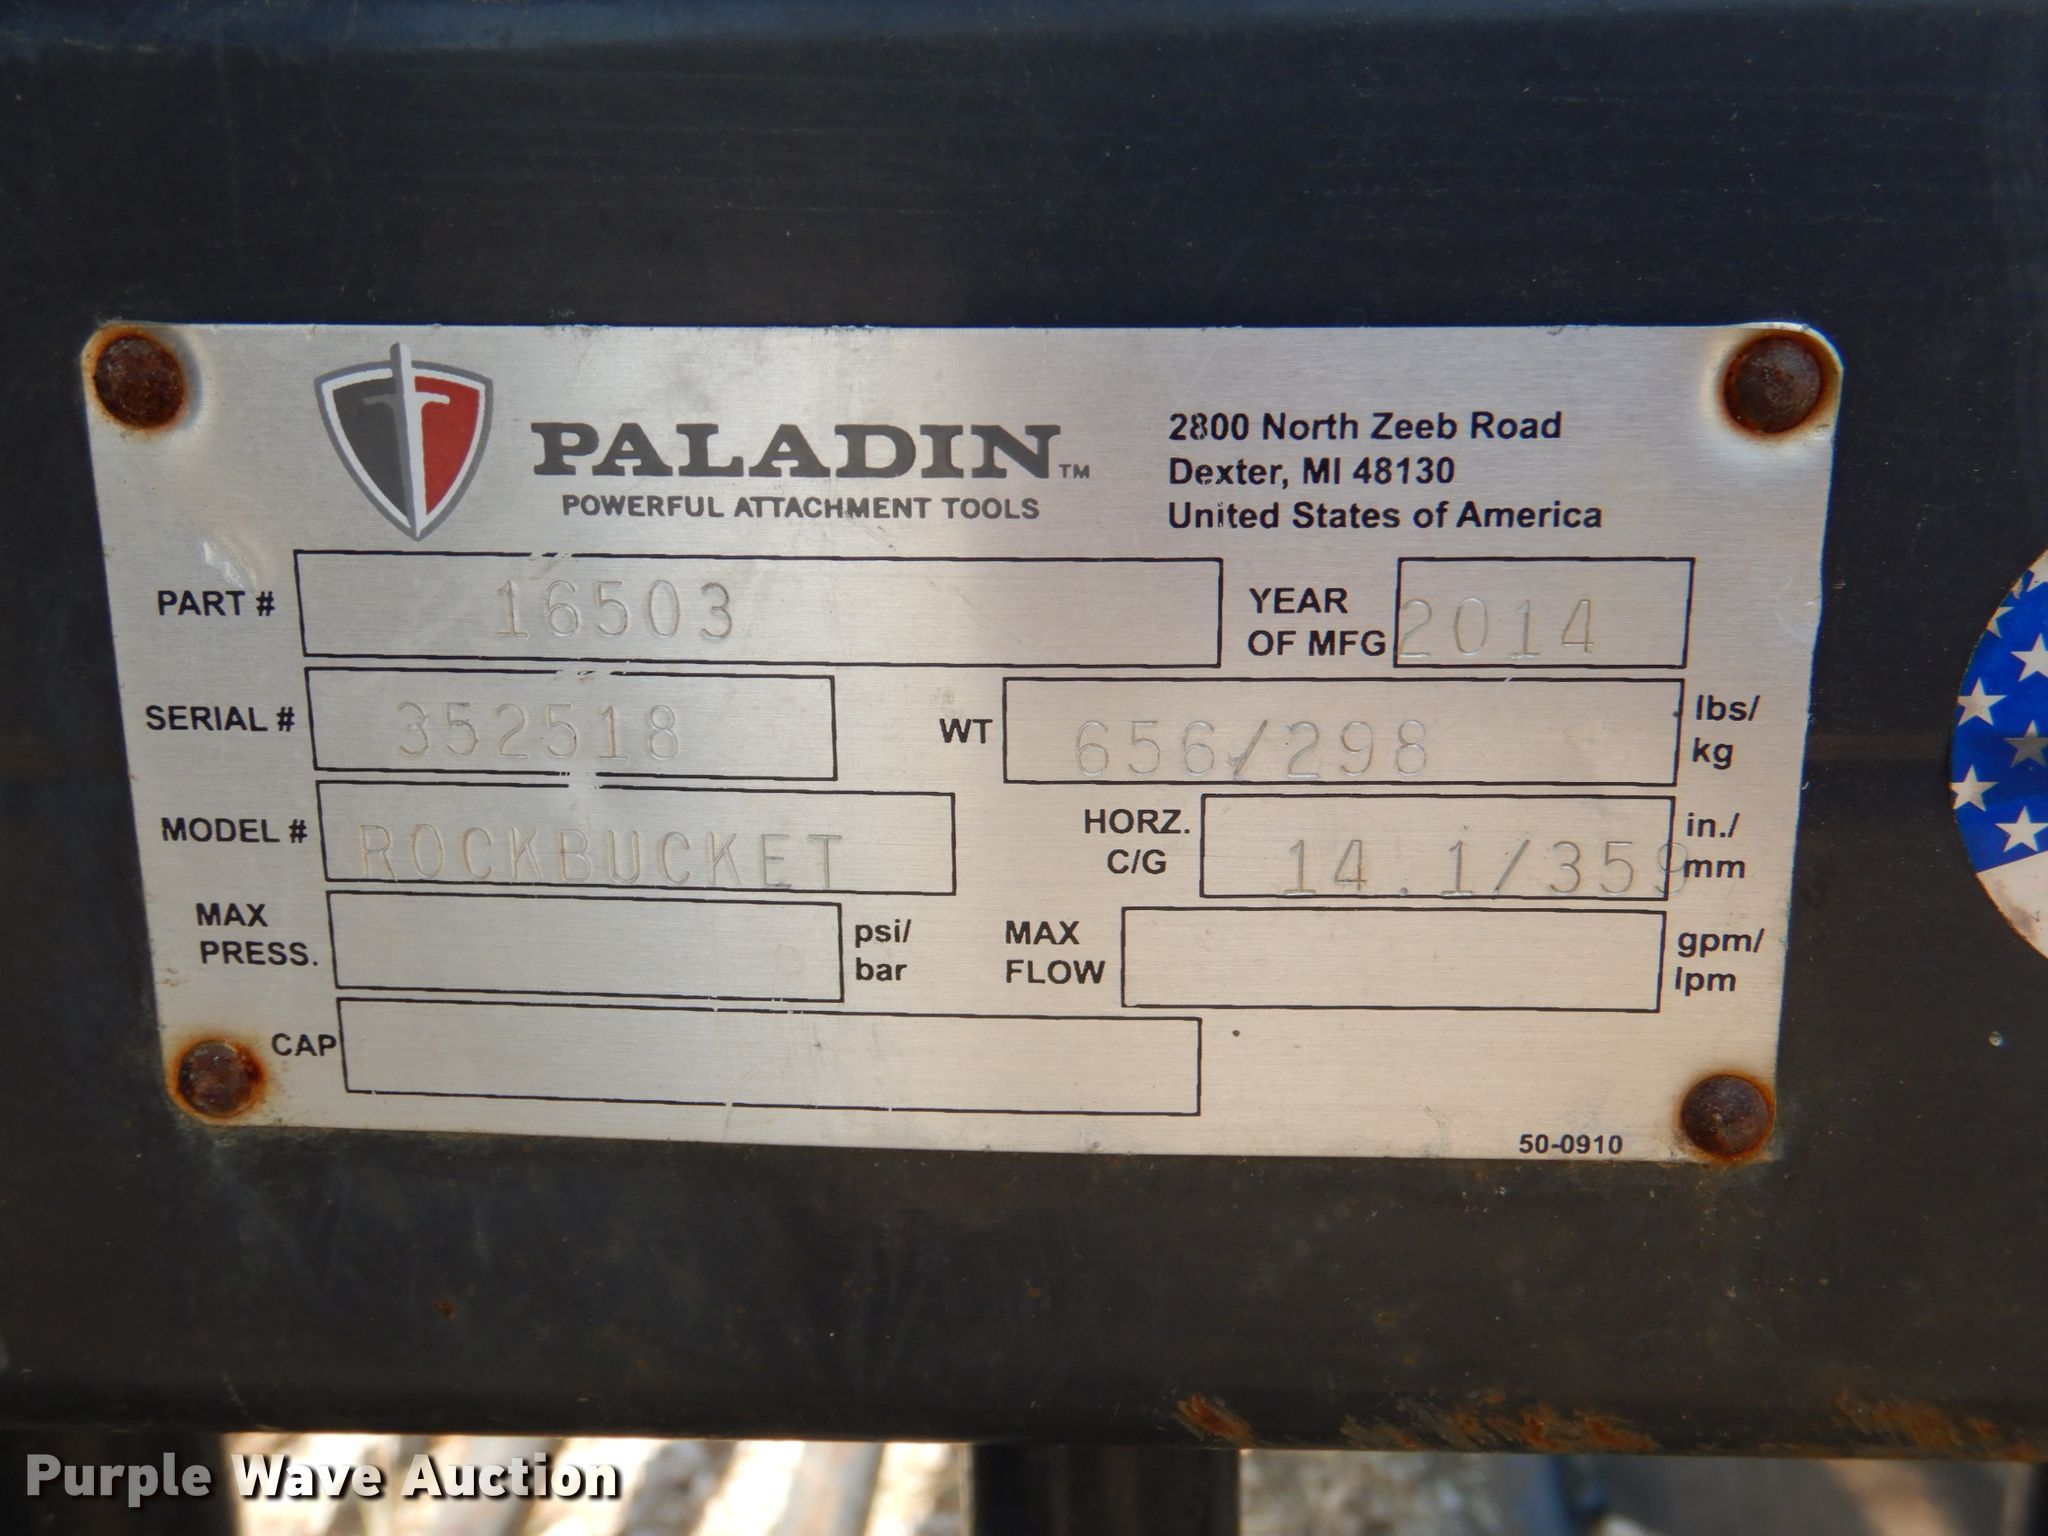 PALADIN™
POWERFUL ATTACHMENT TOOLS
2800 North Zeeb Road
Dexter, MI 48130
United States of America
PART # 16503
YEAR OF MFG 2014
SERIAL # 352518
WT 656/298 lbs/kg
MODEL # ROCKBUCKET
HORZ. C/G 14.1/359 in./mm
MAX PRESS. psi/bar
MAX FLOW gpm/lpm
CAP
50-0910
Purple Wave Auction